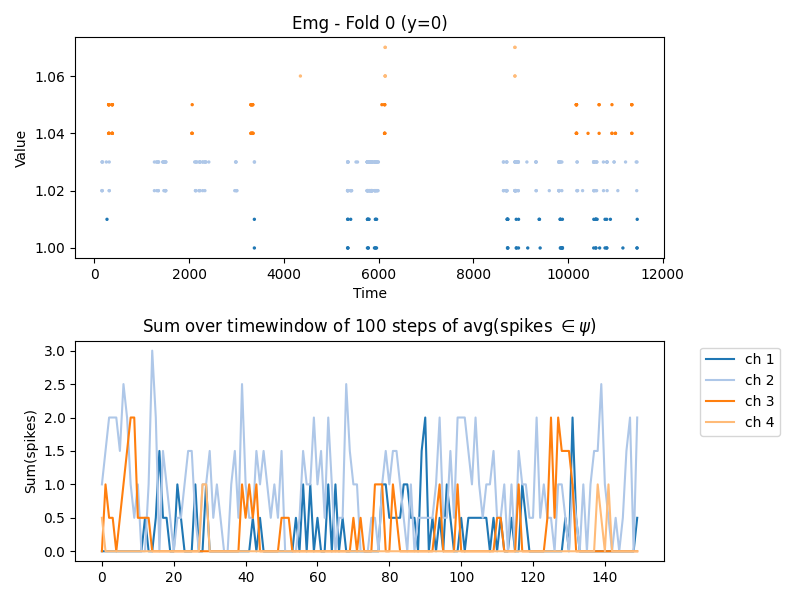 Emg - Fold 0 (y=0)
1.06
1.04
1.02
1.00
Value
0 2000 4000 6000 8000 10000 12000
Time
Sum over timewindow of 100 steps of avg(spikes ∈ ψ)
3.0
2.5
2.0
1.5
1.0
0.5
0.0
Sum(spikes)
0 20 40 60 80 100 120 140
ch 1
ch 2
ch 3
ch 4